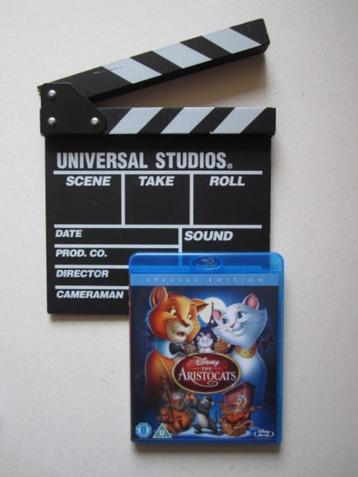 UNIVERSAL STUDIOS®
SCENE TAKE ROLL
DATE
SOUND
PROD. CO.
DIRECTOR
CAMERAMAN
SPECIAL EDITION
Disney
THE
ARISTOCATS
U